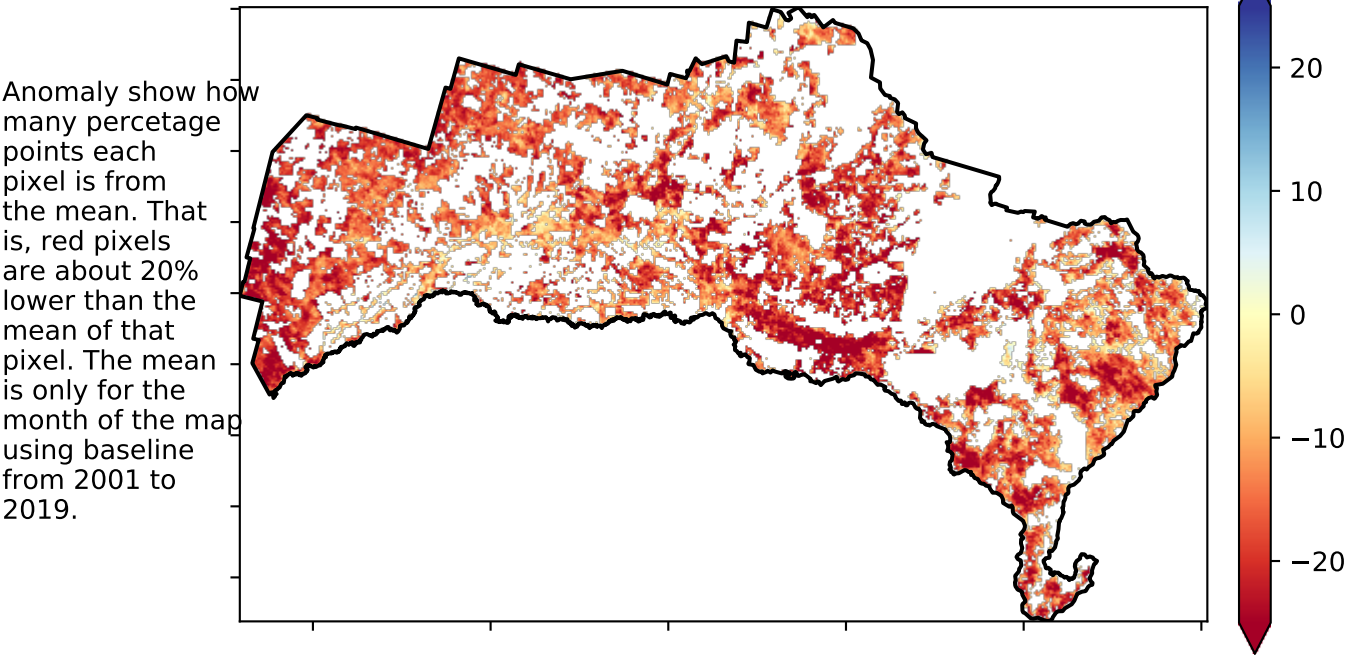 Anomaly show how
many percetage
points each
pixel is from
the mean. That
is, red pixels
are about 20%
lower than the
mean of that
pixel. The mean
is only for the
month of the map
using baseline
from 2001 to
2019.
20
10
0
−10
−20